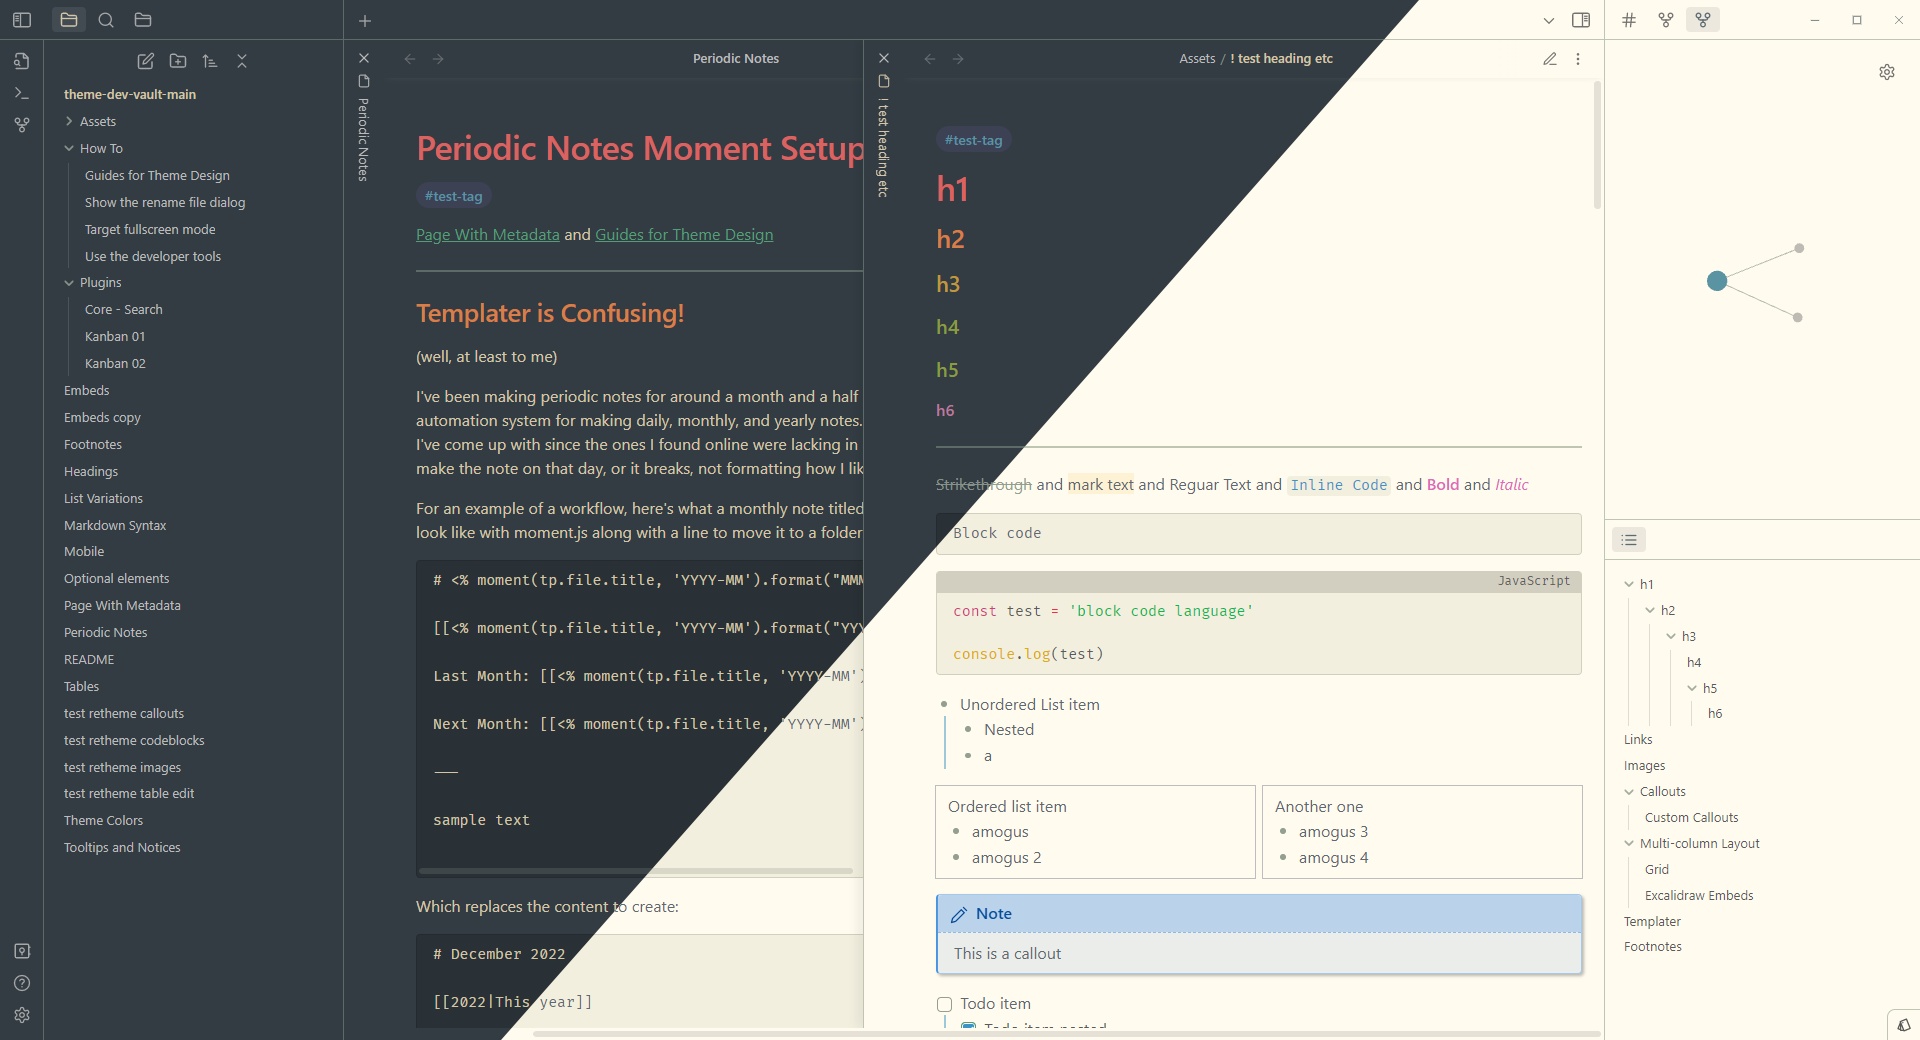 theme-dev-vault-main
Assets
How To
Guides for Theme Design
Show the rename file dialog
Target fullscreen mode
Use the developer tools
Plugins
Core - Search
Kanban 01
Kanban 02
Embeds
Embeds copy
Footnotes
Headings
List Variations
Markdown Syntax
Mobile
Optional elements
Page With Metadata
Periodic Notes
README
Tables
test retheme callouts
test retheme codeblocks
test retheme images
test retheme table edit
Theme Colors
Tooltips and Notices
Periodic Notes
Periodic Notes
Periodic Notes Moment Setup
#test-tag
Page With Metadata and Guides for Theme Design
Templater is Confusing!
(well, at least to me)
I've been making periodic notes for around a month and a half
automation system for making daily, monthly, and yearly notes.
I've come up with since the ones I found online were lacking in
make the note on that day, or it breaks, not formatting how I lik
For an example of a workflow, here's what a monthly note titled
look like with moment.js along with a line to move it to a folder
# <% moment(tp.file.title, 'YYYY-MM').format("MMM
[[<% moment(tp.file.title, 'YYYY-MM').format("YYY
Last Month: [[<% moment(tp.file.title, 'YYYY-MM')
Next Month: [[<% moment(tp.file.title, 'YYYY-MM')
---
sample text
Which replaces the content to create:
# December 2022
[[2022|This year]]
! test heading etc
Assets / ! test heading etc
#test-tag
h1
h2
h3
h4
h5
h6
Strikethrough and mark text and Reguar Text and Inline Code and Bold and Italic
Block code
JavaScript
const test = 'block code language'
console.log(test)
Unordered List item
Nested
a
Ordered list item
amogus
amogus 2
Another one
amogus 3
amogus 4
Note
This is a callout
Todo item
Todo item nested
h1
h2
h3
h4
h5
h6
Links
Images
Callouts
Custom Callouts
Multi-column Layout
Grid
Excalidraw Embeds
Templater
Footnotes